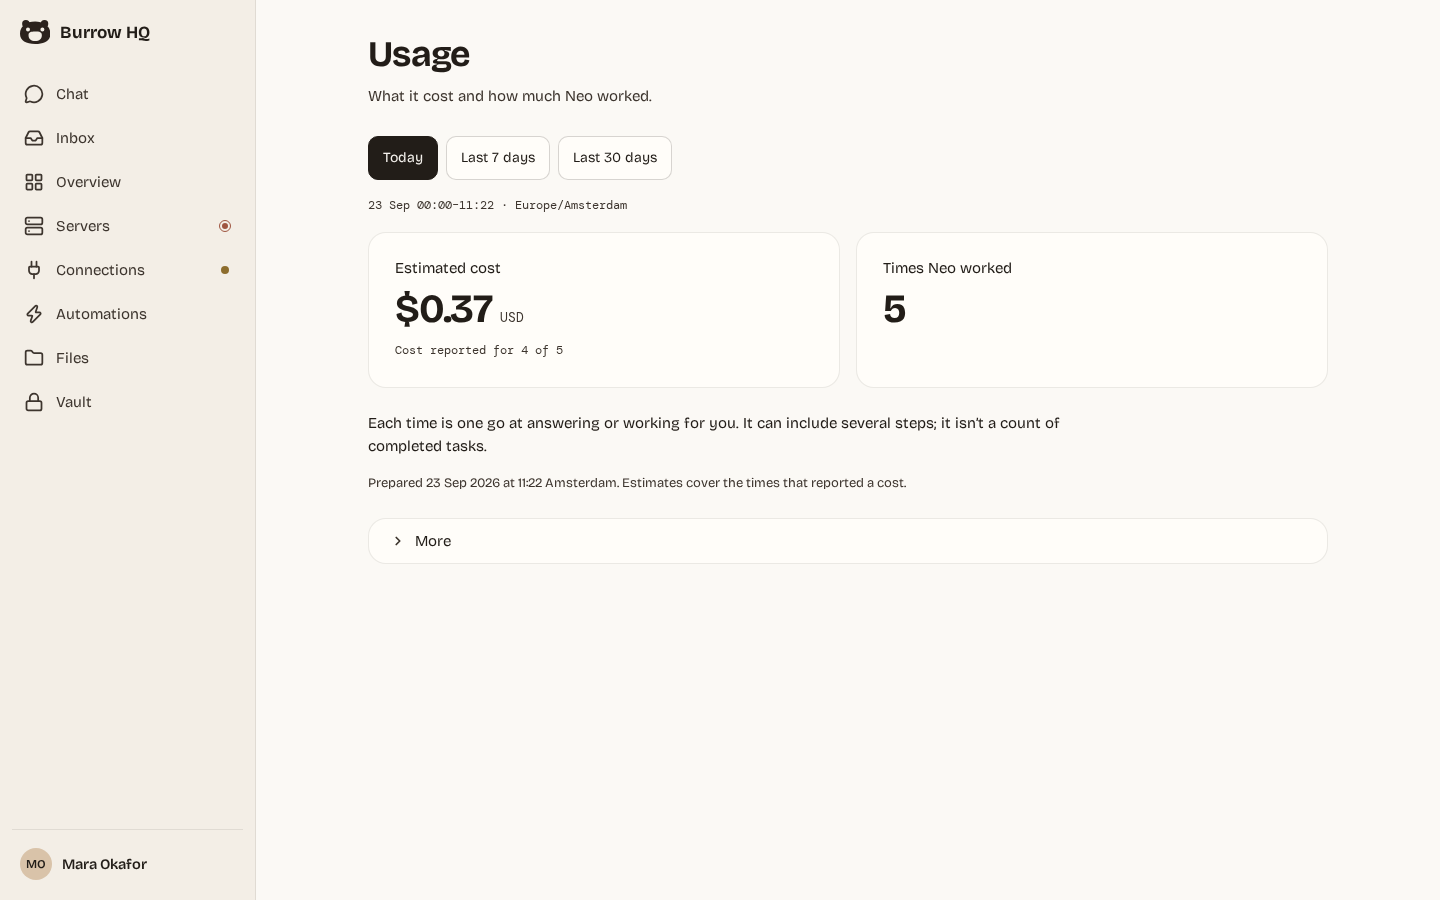 Burrow HQ
Chat
Inbox
Overview
Servers
Connections
Automations
Files
Vault
MO
Mara Okafor
Usage
What it cost and how much Neo worked.
Today
Last 7 days
Last 30 days
23 Sep 00:00–11:22 · Europe/Amsterdam
Estimated cost
$0.37 USD
Cost reported for 4 of 5
Times Neo worked
5
Each time is one go at answering or working for you. It can include several steps; it isn't a count of
completed tasks.
Prepared 23 Sep 2026 at 11:22 Amsterdam. Estimates cover the times that reported a cost.
More